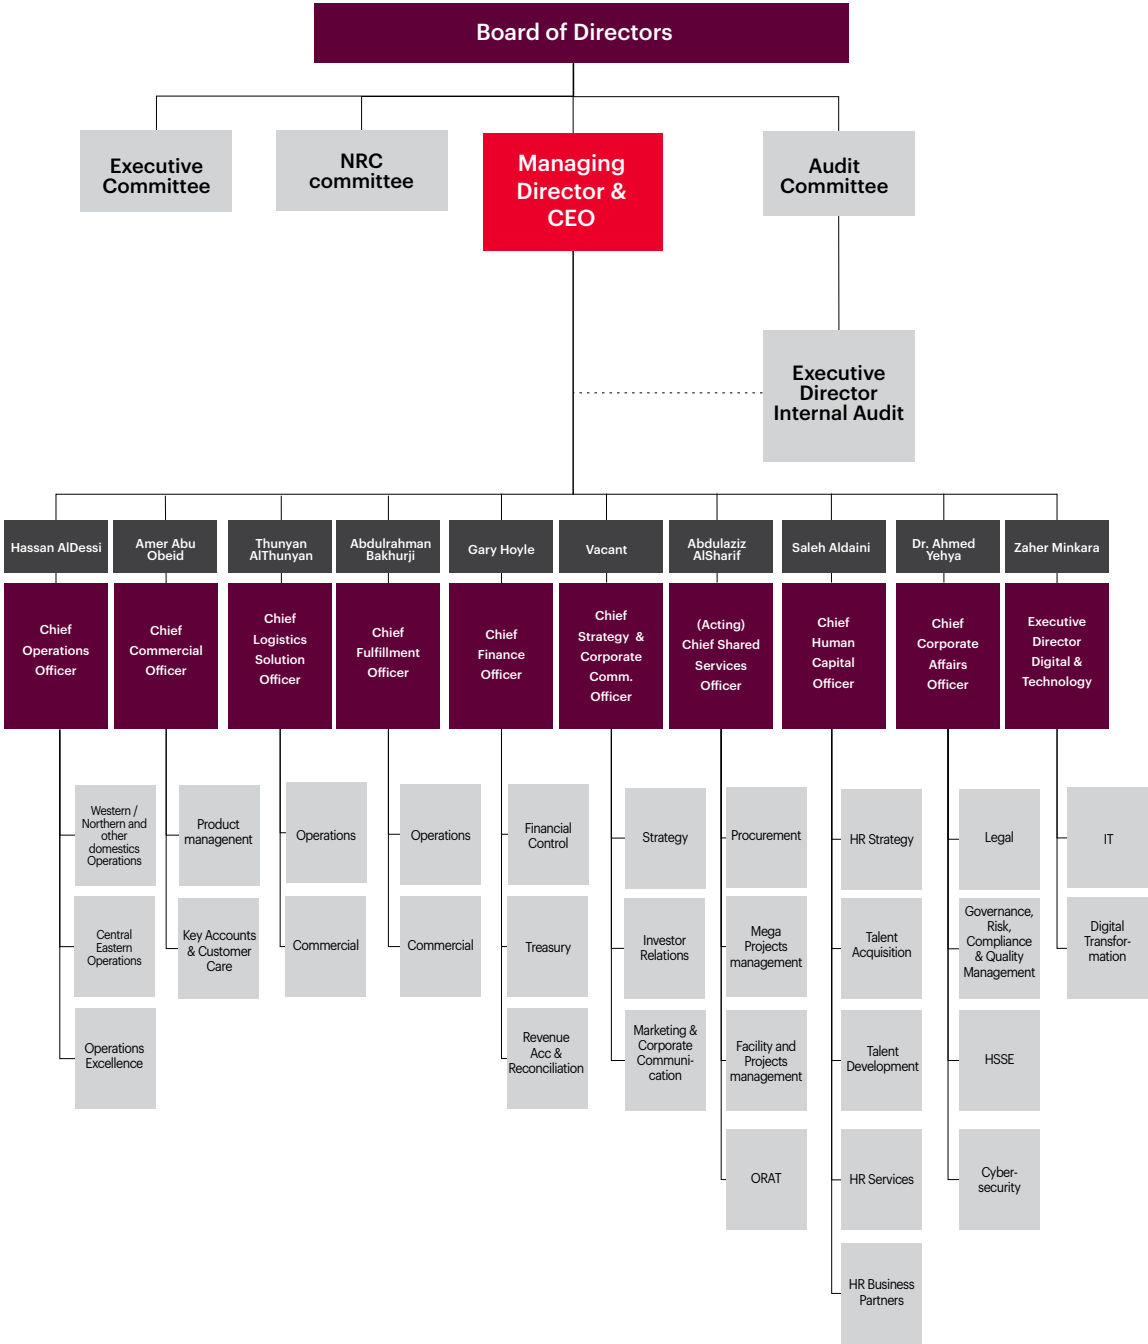 Board of Directors
Executive
Committee
NRC
committee
Managing
Director &
CEO
Audit
Committee
Executive
Director
Internal Audit
Hassan AlDessi
Amer Abu
Obeid
Thunyan
AlThunyan
Abdulrahman
Bakhurji
Gary Hoyle
Vacant
Abdulaziz
AlSharif
Saleh Aldaini
Dr. Ahmed
Yehya
Zaher Minkara
Chief
Operations
Officer
Chief
Commercial
Officer
Chief
Logistics
Solution
Officer
Chief
Fulfillment
Officer
Chief
Finance
Officer
Chief
Strategy &
Corporate
Comm.
Officer
(Acting)
Chief Shared
Services
Officer
Chief
Human
Capital
Officer
Chief
Corporate
Affairs
Officer
Executive
Director
Digital &
Technology
Western /
Northern and
other
domestics
Operations
Product
managenent
Operations
Operations
Financial
Control
Strategy
Procurement
HR Strategy
Legal
IT
Central
Eastern
Operations
Key Accounts
& Customer
Care
Commercial
Commercial
Treasury
Investor
Relations
Mega
Projects
management
Talent
Acquisition
Governance,
Risk,
Compliance
& Quality
Management
Digital
Transfor-
mation
Operations
Excellence
Revenue
Acc &
Reconciliation
Marketing &
Corporate
Communi-
cation
Facility and
Projects
management
Talent
Development
HSSE
ORAT
HR Services
Cyber-
security
HR Business
Partners